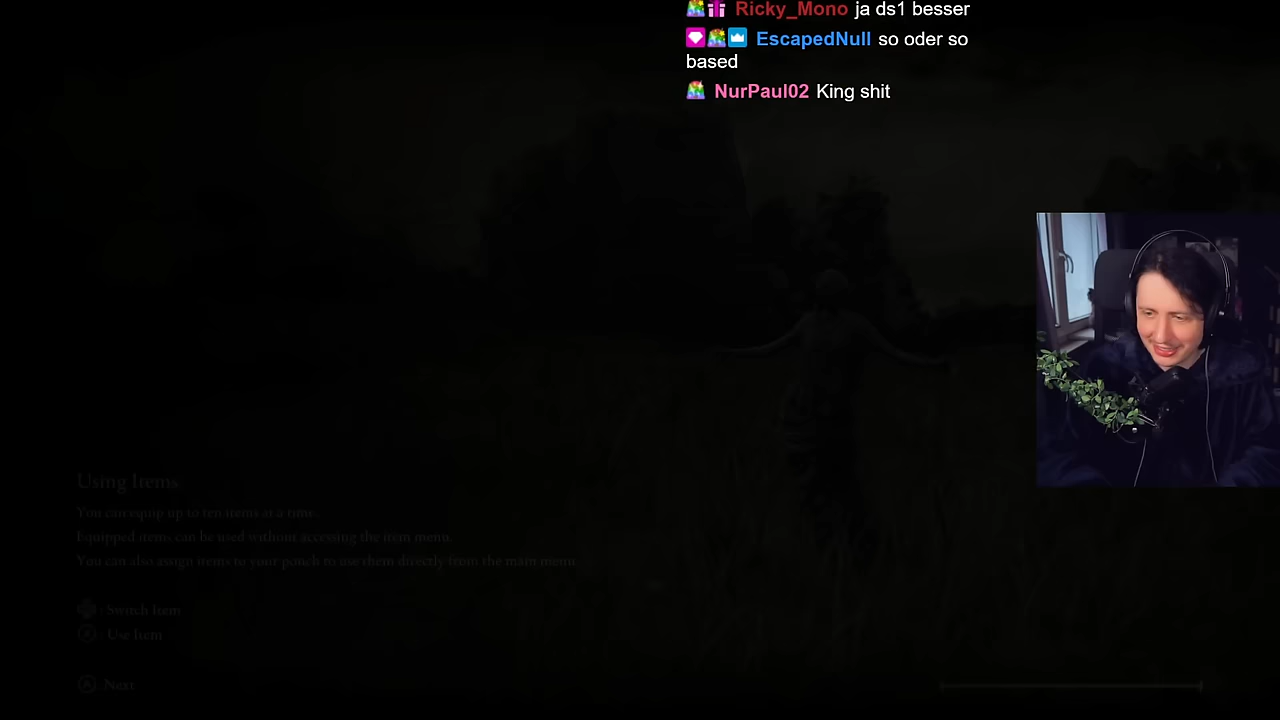 Ricky_Mono ja ds1 besser
EscapedNull so oder so
based
NurPaul02 King shit
Using Items
You can equip up to ten items at a time.
Equipped items can be used without accessing the item menu.
You can also assign items to your pouch to use them directly from the main menu.
: Switch Item
: Use Item
: Next